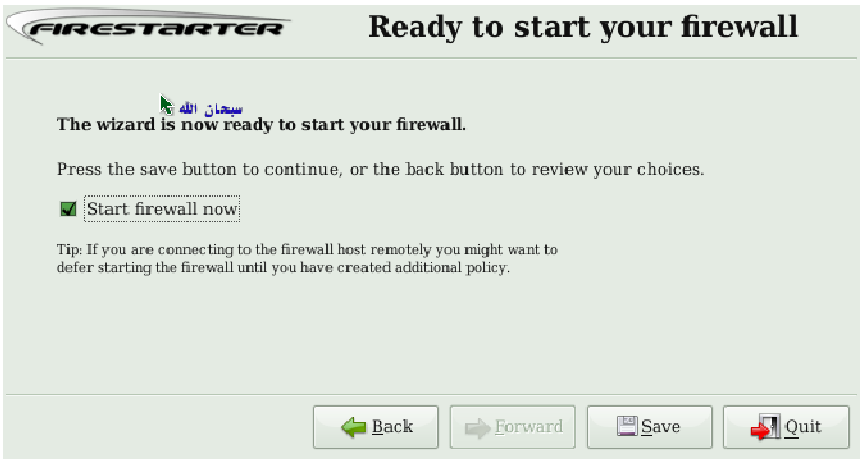 FIRESTARTER
Ready to start your firewall
سبحان الله
The wizard is now ready to start your firewall.
Press the save button to continue, or the back button to review your choices.
Start firewall now
Tip: If you are connecting to the firewall host remotely you might want to
defer starting the firewall until you have created additional policy.
Back
Forward
Save
Quit